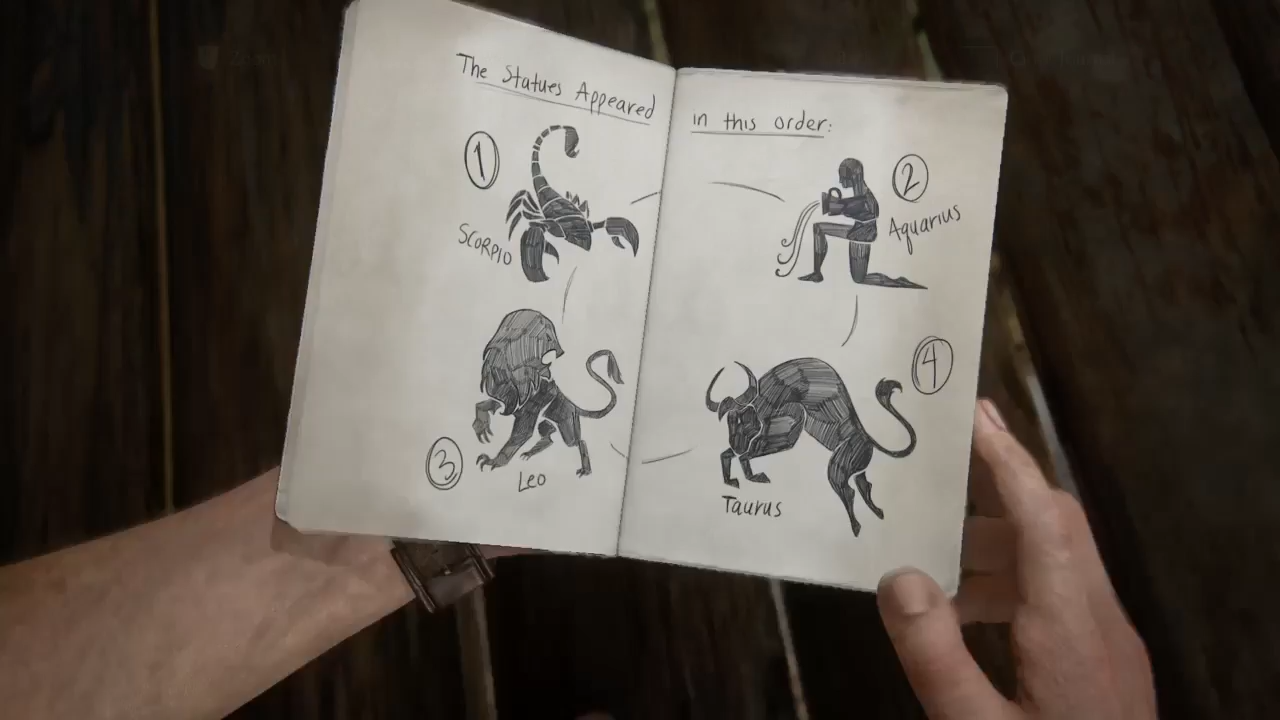 The Statues Appeared
in this order:
1
SCORPIO
2
Aquarius
3
Leo
4
Taurus